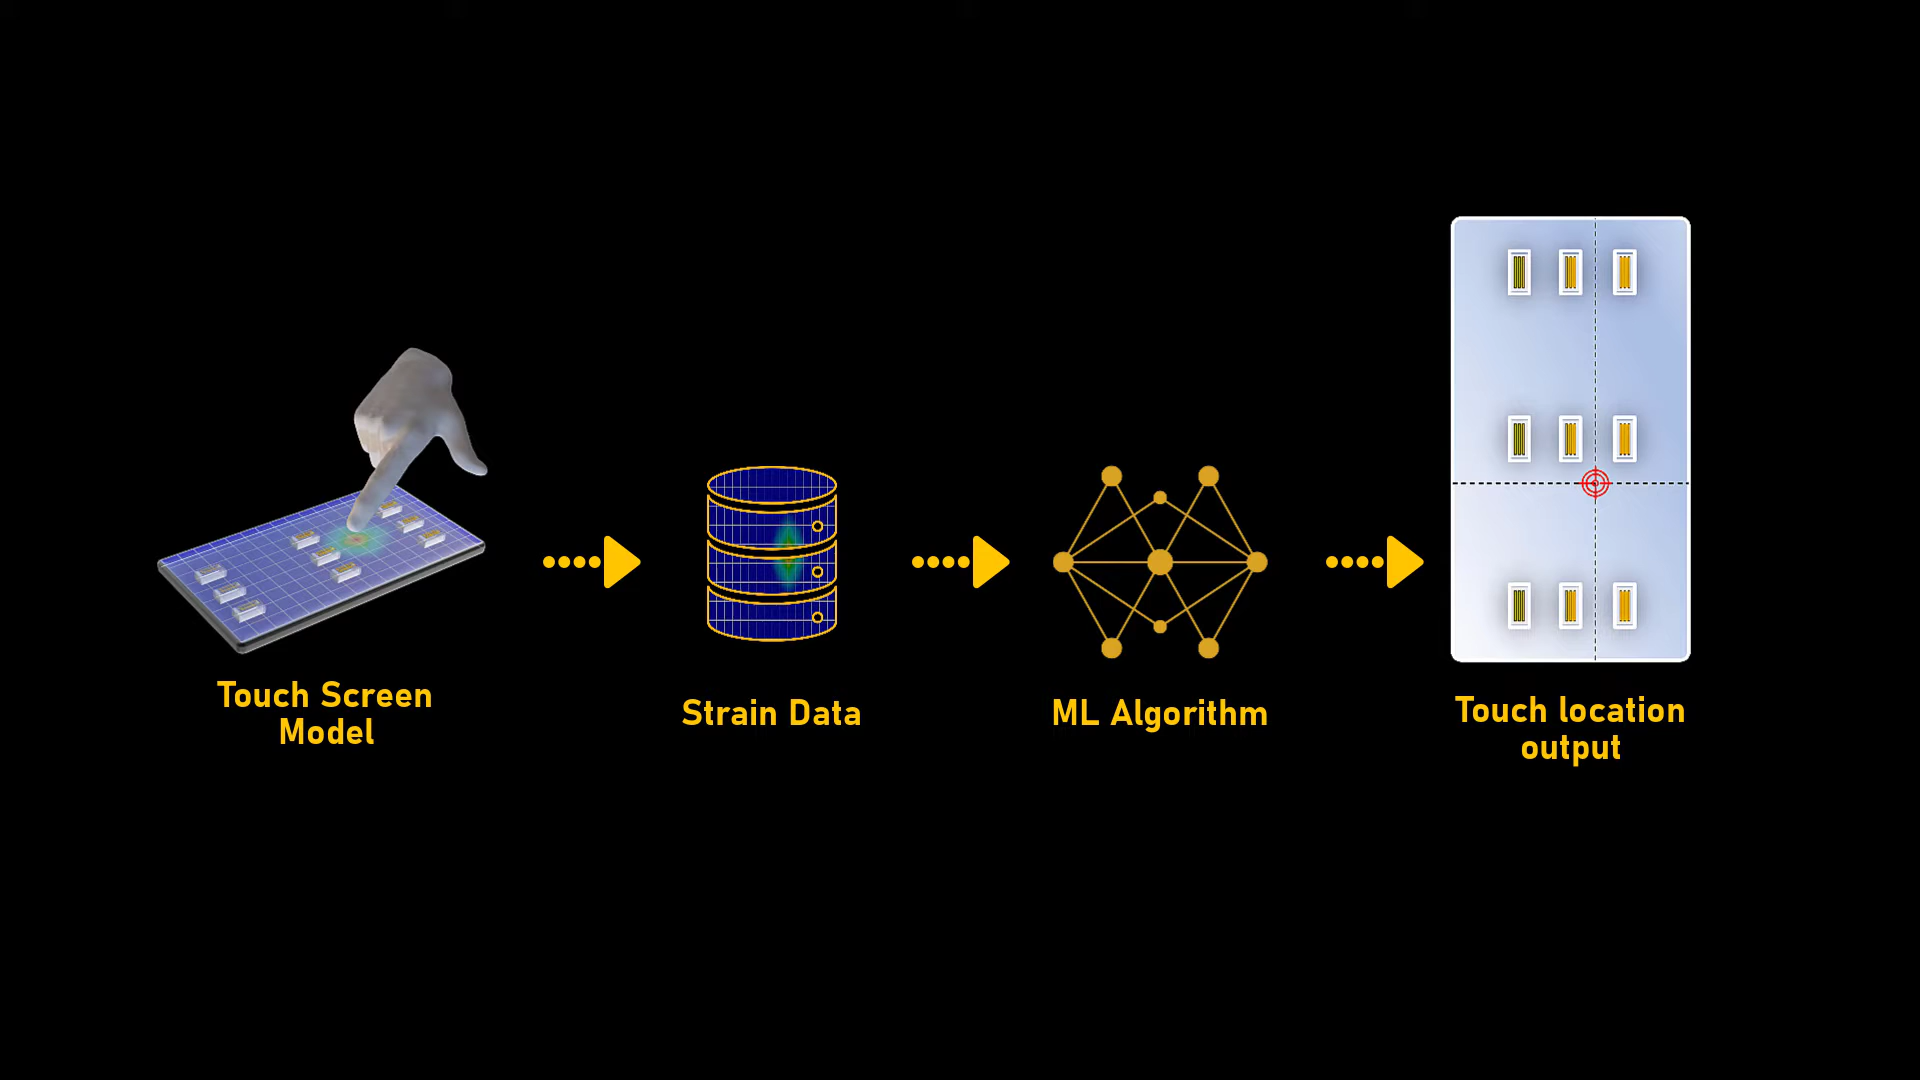 Touch Screen
Model
Strain Data
ML Algorithm
Touch location
output